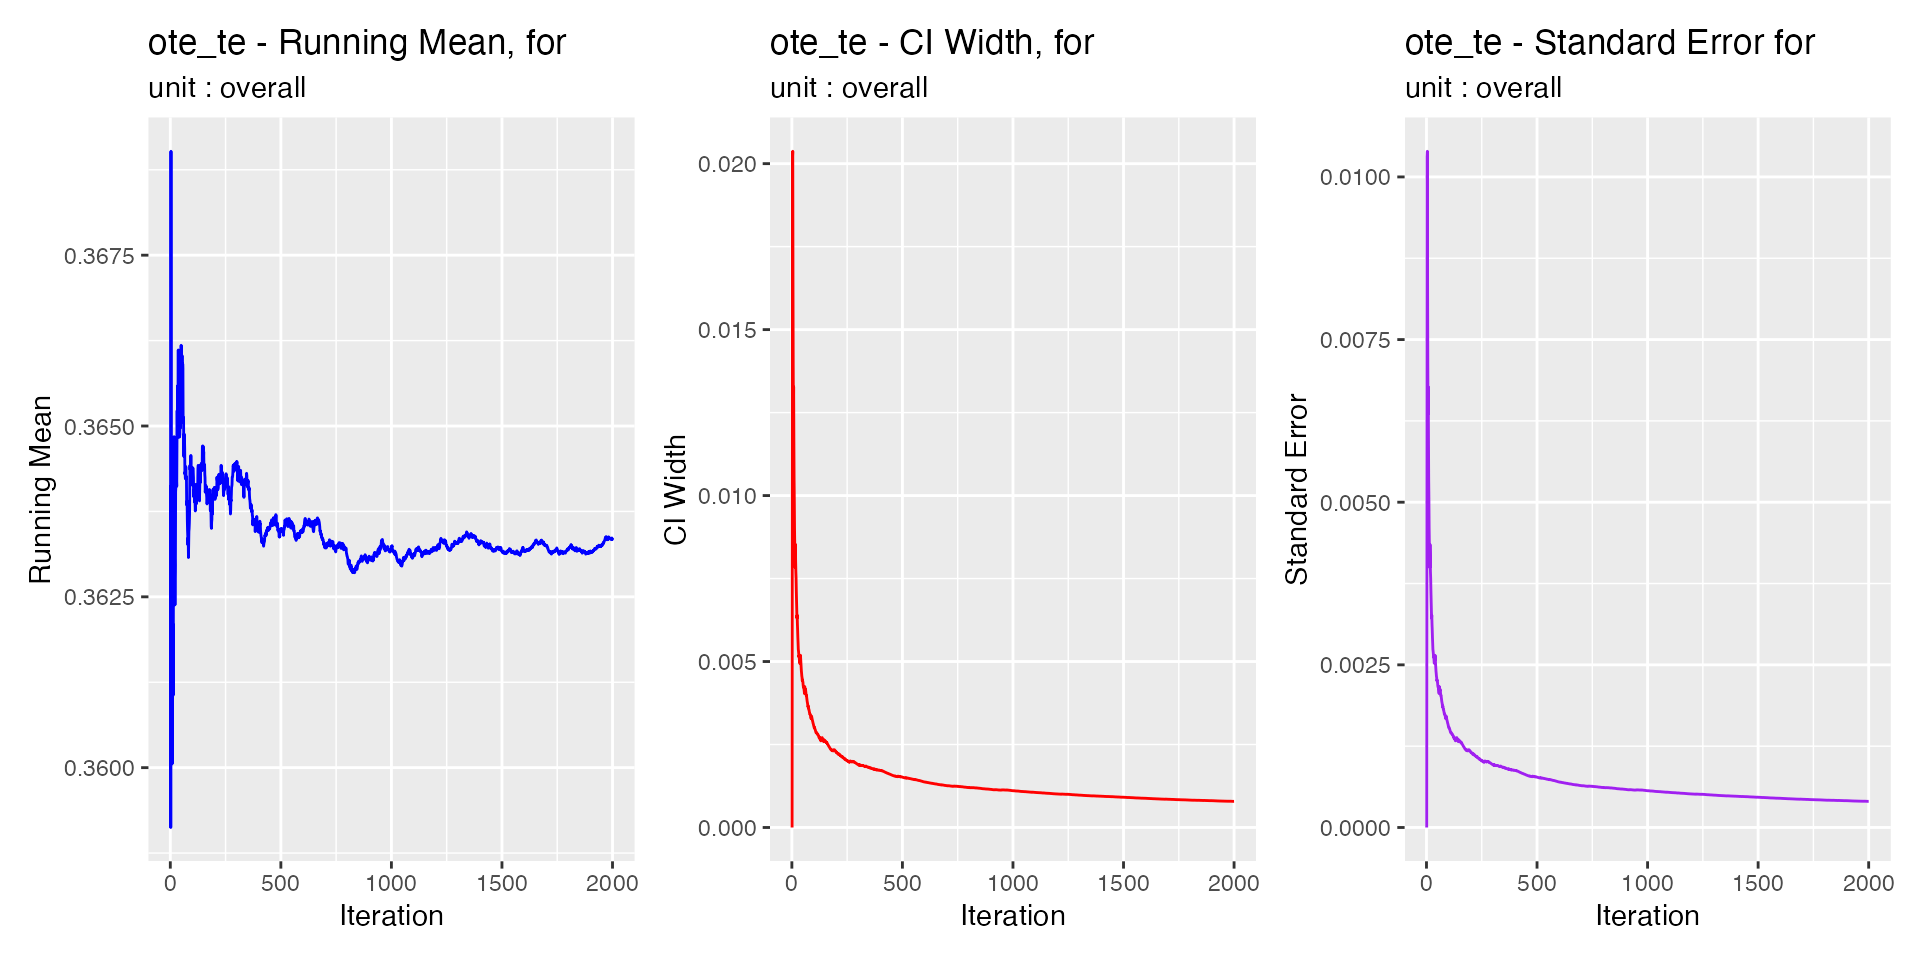 ote_te - Running Mean, for
unit : overall
Running Mean
0.3675
0.3650
0.3625
0.3600
0
500
1000
1500
2000
Iteration
ote_te - CI Width, for
unit : overall
CI Width
0.020
0.015
0.010
0.005
0.000
0
500
1000
1500
2000
Iteration
ote_te - Standard Error for
unit : overall
Standard Error
0.0100
0.0075
0.0050
0.0025
0.0000
0
500
1000
1500
2000
Iteration